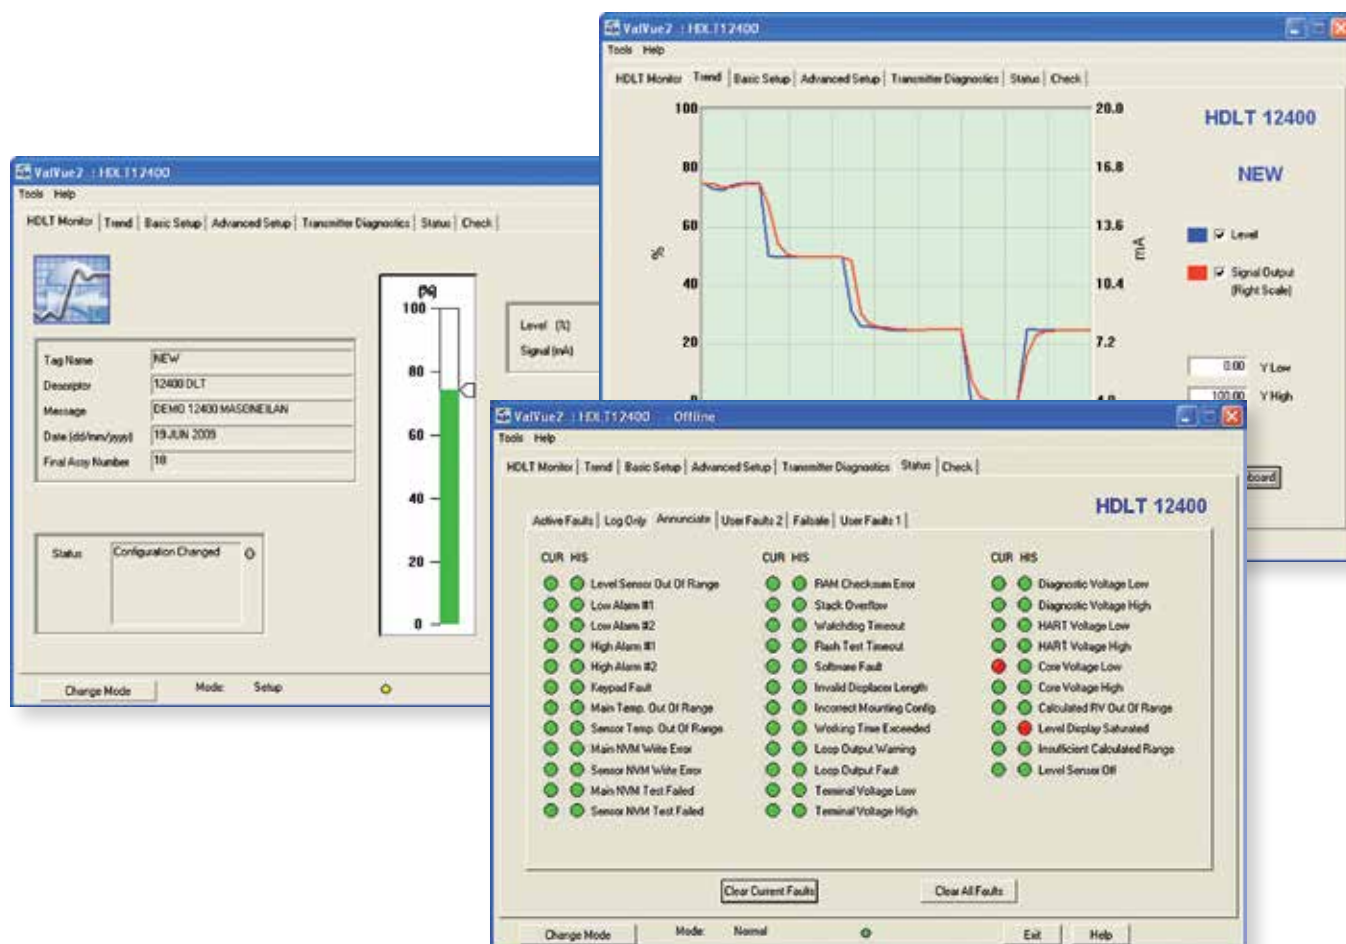 ValVue2 : HDLT12400
Tools Help
HDLT Monitor Trend Basic Setup Advanced Setup Transmitter Diagnostics Status Check
100
80
60
40
20
%
20.0
16.8
13.6
10.4
7.2
4.0
mA
HDLT 12400
NEW
Level
Signal Output
(Right Scale)
0.00 Y Low
100.00 Y High
board
ValVue2 : HDLT12400
Tools Help
HDLT Monitor Trend Basic Setup Advanced Setup Transmitter Diagnostics Status Check
Tag Name NEW
Descriptor 12400 DLT
Message DEMO 12400 MASONEILAN
Date (dd/mm/yyyy) 19 JUN 2009
Final Assy Number 18
Status Configuration Changed
(%)
100
80
60
40
20
0
Level (%)
Signal (mA)
Change Mode Mode: Setup
ValVue2 : HDLT12400 - Offline
Tools Help
HDLT Monitor Trend Basic Setup Advanced Setup Transmitter Diagnostics Status Check
HDLT 12400
Active Faults Log Only Annunciate User Faults 2 Failsafe User Faults 1
CUR HIS
Level Sensor Out Of Range
Low Alarm #1
Low Alarm #2
High Alarm #1
High Alarm #2
Keypad Fault
Main Temp. Out Of Range
Sensor Temp. Out Of Range
Main NVM Write Error
Sensor NVM Write Error
Main NVM Test Failed
Sensor NVM Test Failed
CUR HIS
RAM Checksum Error
Stack Overflow
Watchdog Timeout
Flash Test Timeout
Software Fault
Invalid Displacer Length
Incorrect Mounting Config.
Working Time Exceeded
Loop Output Warning
Loop Output Fault
Terminal Voltage Low
Terminal Voltage High
CUR HIS
Diagnostic Voltage Low
Diagnostic Voltage High
HART Voltage Low
HART Voltage High
Core Voltage Low
Core Voltage High
Calculated RV Out Of Range
Level Display Saturated
Insufficient Calculated Range
Level Sensor Off
Clear Current Faults Clear All Faults
Change Mode Mode: Normal Exit Help